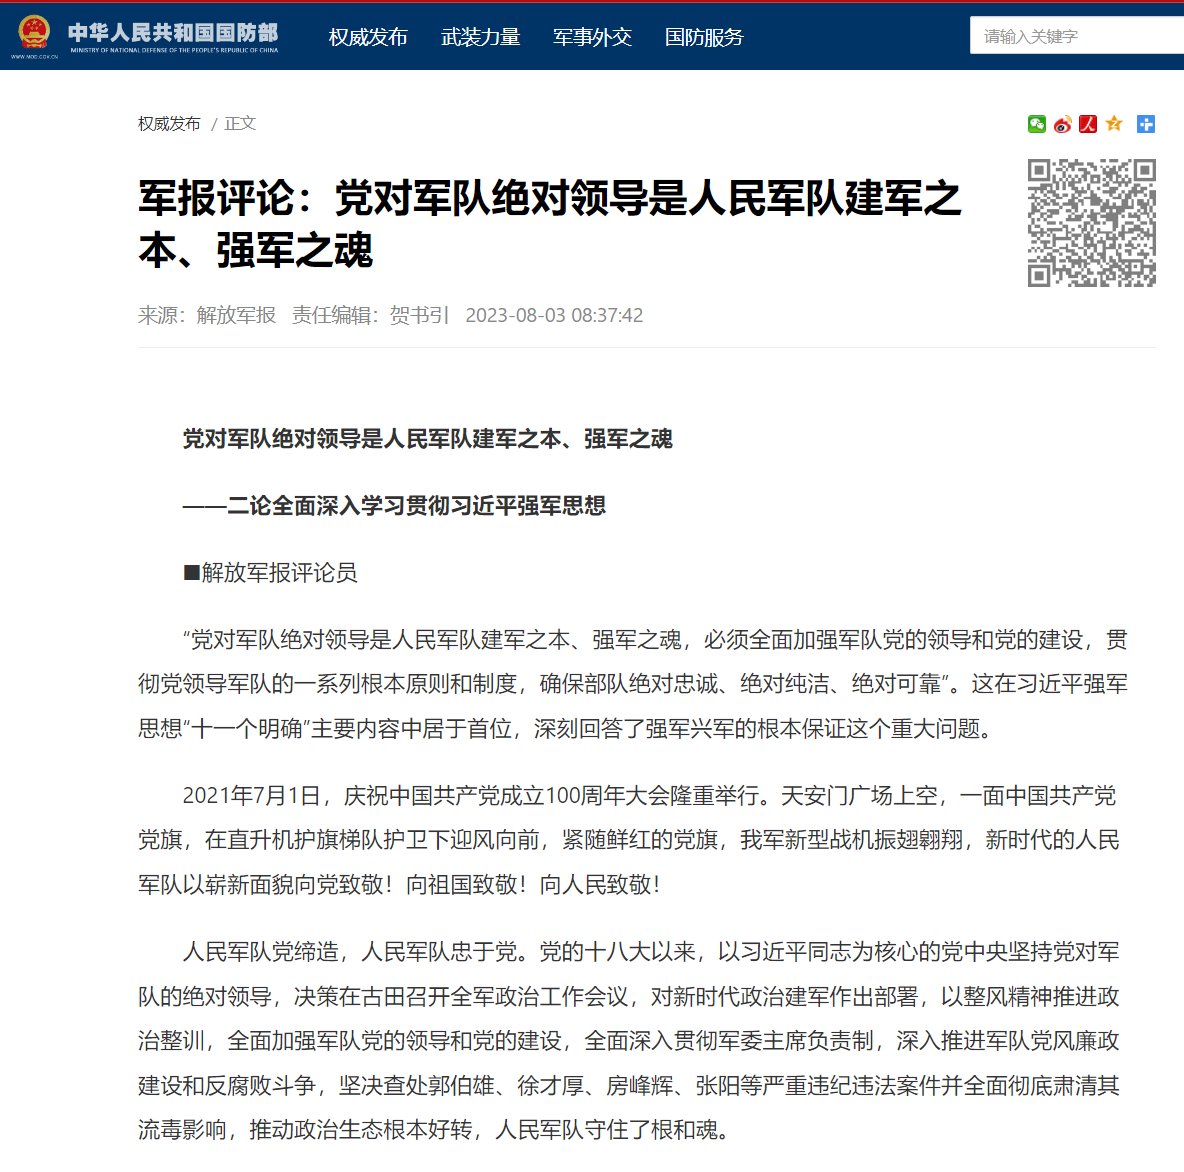 中华人民共和国国防部
MINISTRY OF NATIONAL DEFENSE OF THE PEOPLE'S REPUBLIC OF CHINA
WWW.MOD.GOV.CN
权威发布 武装力量 军事外交 国防服务
请输入关键字
权威发布 / 正文
军报评论：党对军队绝对领导是人民军队建军之
本、强军之魂
来源：解放军报 责任编辑：贺书引 2023-08-03 08:37:42
党对军队绝对领导是人民军队建军之本、强军之魂
——二论全面深入学习贯彻习近平强军思想
■解放军报评论员
“党对军队绝对领导是人民军队建军之本、强军之魂，必须全面加强军队党的领导和党的建设，贯
彻党领导军队的一系列根本原则和制度，确保部队绝对忠诚、绝对纯洁、绝对可靠”。这在习近平强军
思想“十一个明确”主要内容中居于首位，深刻回答了强军兴军的根本保证这个重大问题。
2021年7月1日，庆祝中国共产党成立100周年大会隆重举行。天安门广场上空，一面中国共产党
党旗，在直升机护旗梯队护卫下迎风向前，紧随鲜红的党旗，我军新型战机振翅翱翔，新时代的人民
军队以崭新面貌向党致敬！向祖国致敬！向人民致敬！
人民军队党缔造，人民军队忠于党。党的十八大以来，以习近平同志为核心的党中央坚持党对军
队的绝对领导，决策在古田召开全军政治工作会议，对新时代政治建军作出部署，以整风精神推进政
治整训，全面加强军队党的领导和党的建设，全面深入贯彻军委主席负责制，深入推进军队党风廉政
建设和反腐败斗争，坚决查处郭伯雄、徐才厚、房峰辉、张阳等严重违纪违法案件并全面彻底肃清其
流毒影响，推动政治生态根本好转，人民军队守住了根和魂。